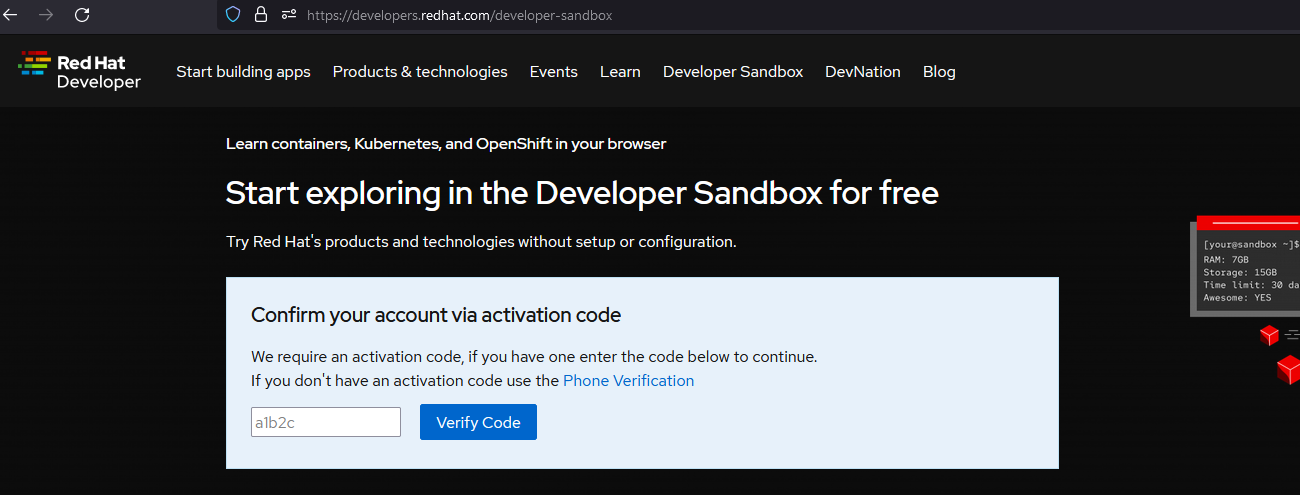 https://developers.redhat.com/developer-sandbox
Red Hat
Developer
Start building apps Products & technologies Events Learn Developer Sandbox DevNation Blog
Learn containers, Kubernetes, and OpenShift in your browser
Start exploring in the Developer Sandbox for free
Try Red Hat's products and technologies without setup or configuration.
[your@sandbox ~]$
RAM: 7GB
Storage: 15GB
Time limit: 30 da
Awesome: YES
Confirm your account via activation code
We require an activation code, if you have one enter the code below to continue.
If you don't have an activation code use the Phone Verification
a1b2c Verify Code